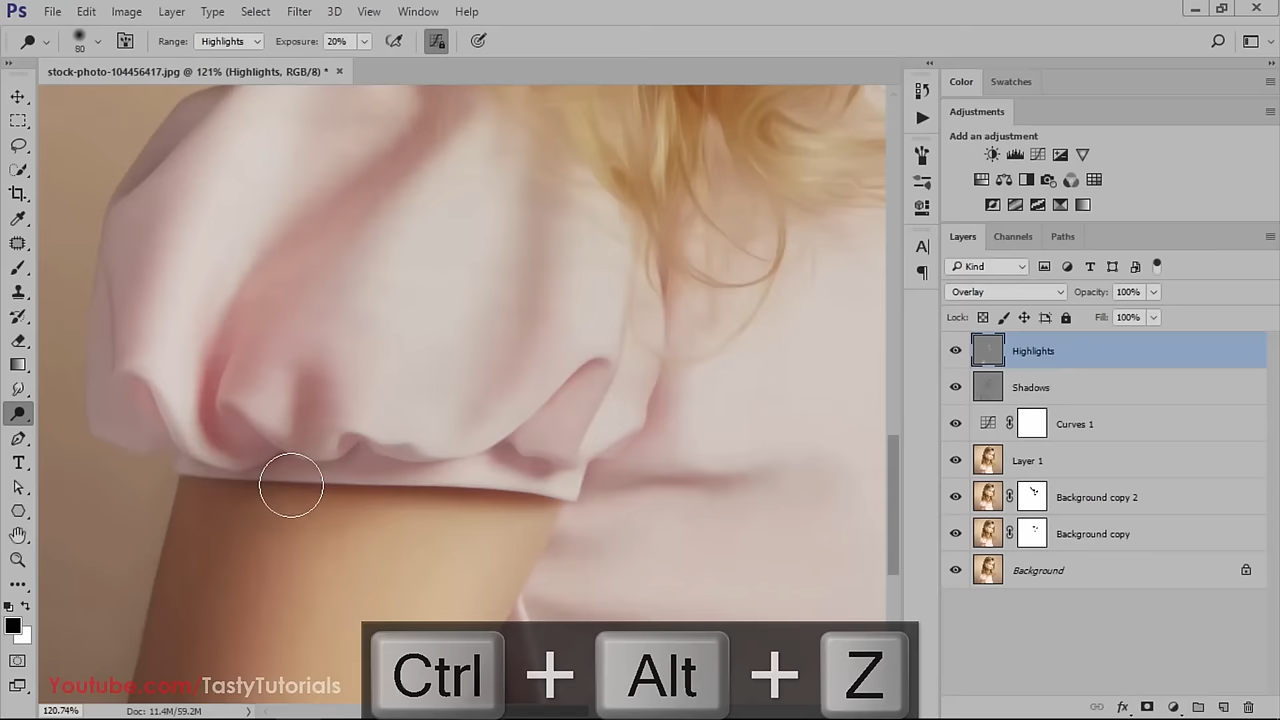 Ps File Edit Image Layer Type Select Filter 3D View Window Help
80 Range: Highlights Exposure: 20%
stock-photo-104456417.jpg @ 121% (Highlights, RGB/8) *
Color Swatches
Adjustments
Add an adjustment
Layers Channels Paths
Kind
Overlay Opacity: 100%
Lock: Fill: 100%
Highlights
Shadows
Curves 1
Layer 1
Background copy 2
Background copy
Background
Ctrl + Alt + Z
Youtube.com/TastyTutorials
120.74% Doc: 11.4M/59.2M